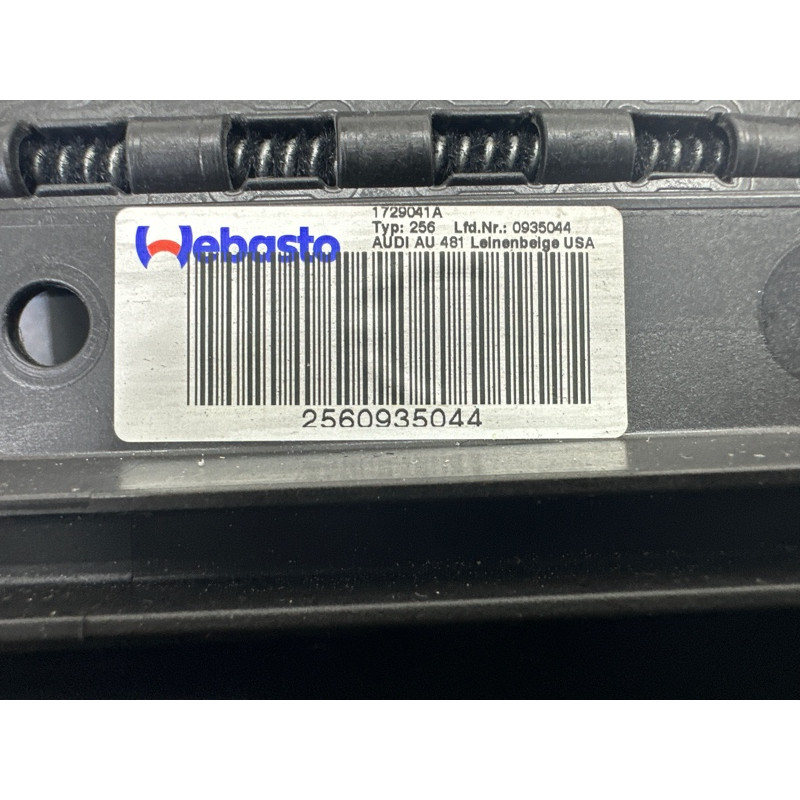 Webasto
1729041A
Typ: 256 Lfd.Nr.: 0935044
AUDI AU 481 Leinenbeige USA
2560935044